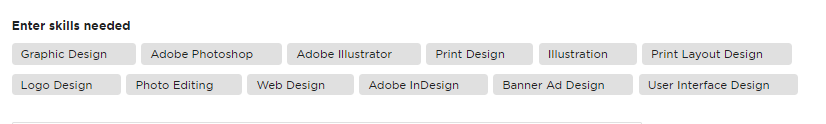 Enter skills needed
Graphic Design Adobe Photoshop Adobe Illustrator Print Design Illustration Print Layout Design
Logo Design Photo Editing Web Design Adobe InDesign Banner Ad Design User Interface Design